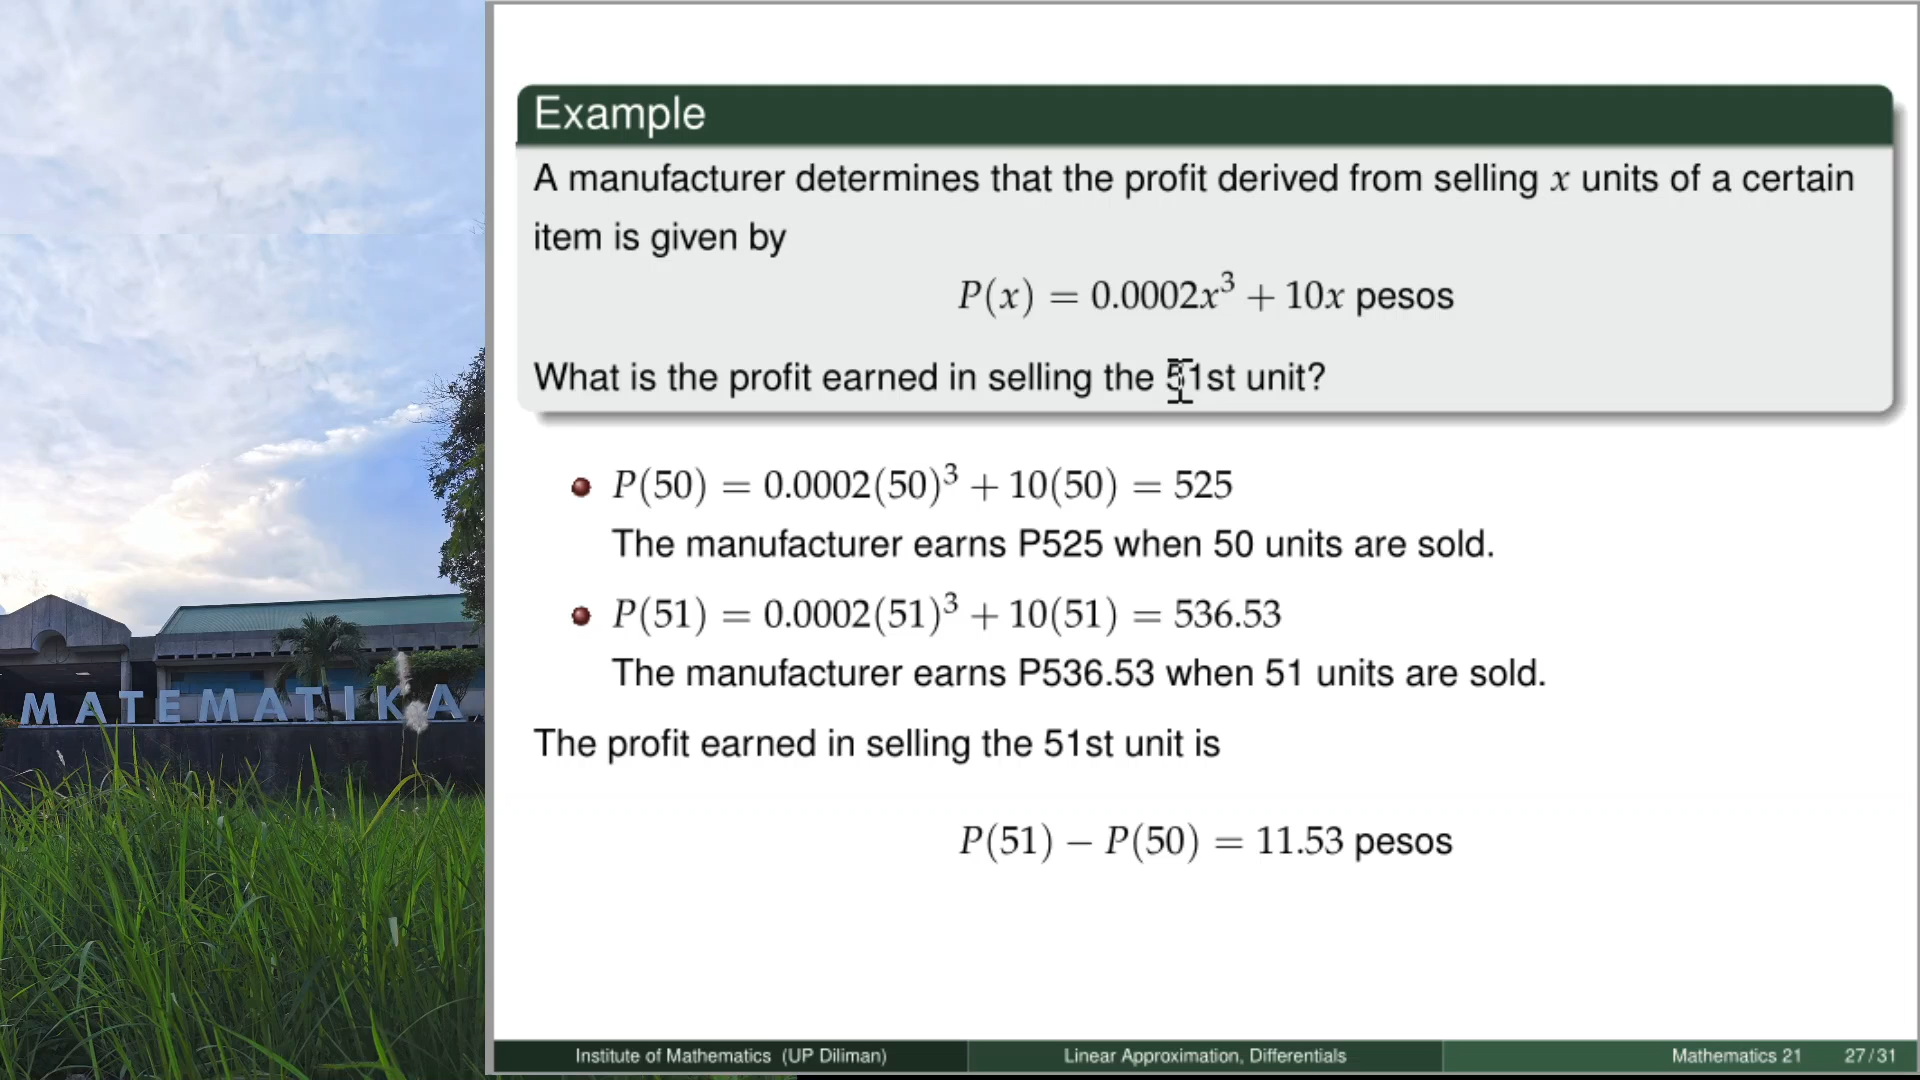 MATEMATIKA
Example
A manufacturer determines that the profit derived from selling x units of a certain
item is given by
P(x) = 0.0002x³ + 10x pesos
What is the profit earned in selling the 51st unit?
P(50) = 0.0002(50)³ + 10(50) = 525
The manufacturer earns P525 when 50 units are sold.
P(51) = 0.0002(51)³ + 10(51) = 536.53
The manufacturer earns P536.53 when 51 units are sold.
The profit earned in selling the 51st unit is
P(51) − P(50) = 11.53 pesos
Institute of Mathematics (UP Diliman) Linear Approximation, Differentials Mathematics 21 27/31